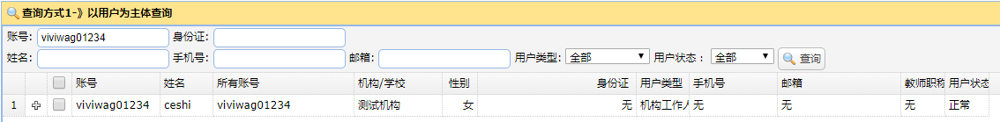 查询方式1-》以用户为主体查询
账号: viviwag01234 身份证:
姓名: 手机号: 邮箱: 用户类型: 全部 用户状态： 全部 查询
账号 姓名 所有账号 机构/学校 性别 身份证 用户类型 手机号 邮箱 教师职称 用户状态
1 viviwag01234 ceshi viviwag01234 测试机构 女 无 机构工作人 无 无 无 正常